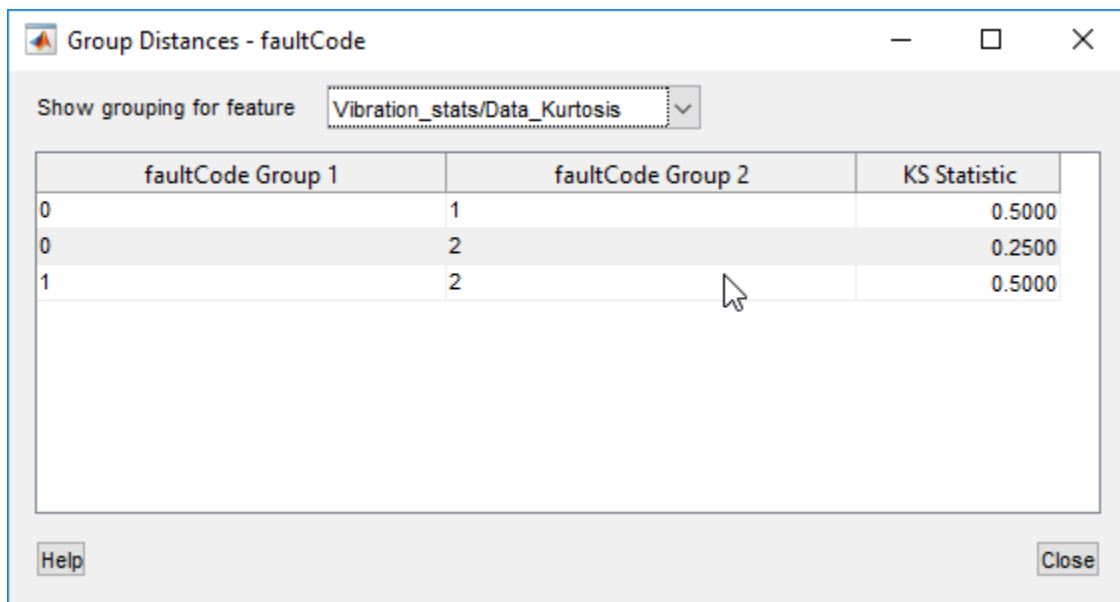 Group Distances - faultCode
Show grouping for feature Vibration_stats/Data_Kurtosis
faultCode Group 1 faultCode Group 2 KS Statistic
0 1 0.5000
0 2 0.2500
1 2 0.5000
Help Close